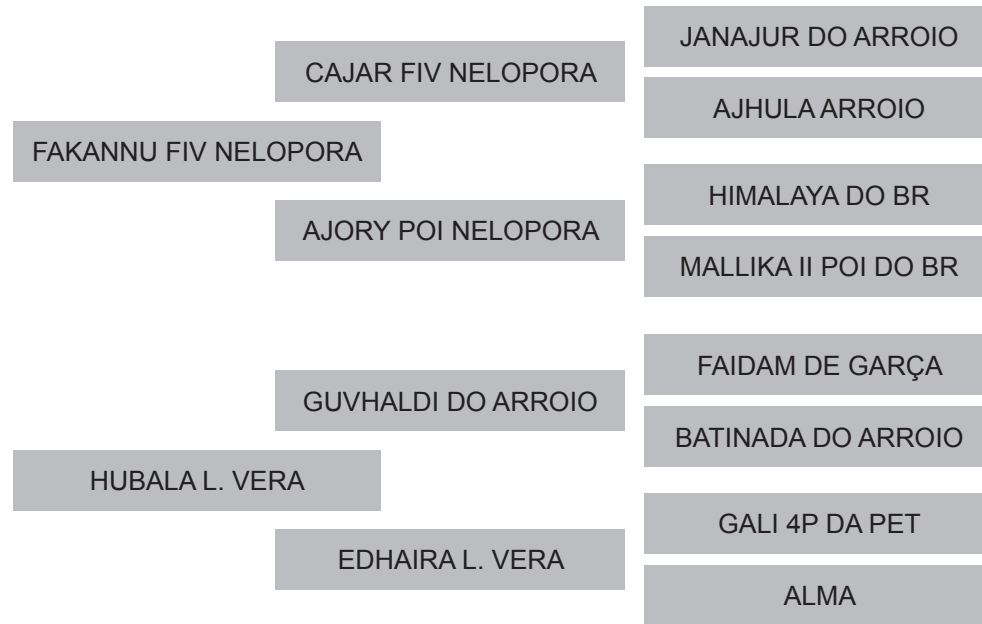 JANAJUR DO ARROIO
CAJAR FIV NELOPORA
AJHULA ARROIO
FAKANNU FIV NELOPORA
HIMALAYA DO BR
AJORY POI NELOPORA
MALLIKA II POI DO BR
FAIDAM DE GARÇA
GUVHALDI DO ARROIO
BATINADA DO ARROIO
HUBALA L. VERA
GALI 4P DA PET
EDHAIRA L. VERA
ALMA